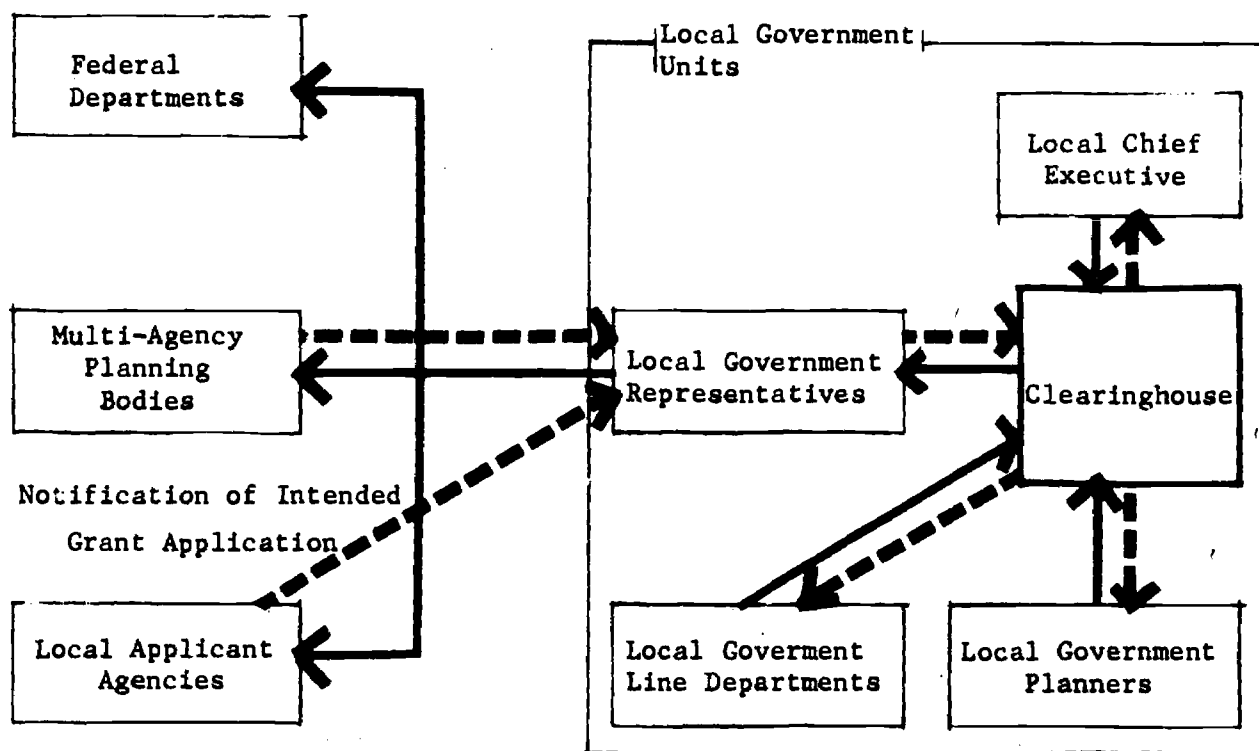 Federal
Departments
Local Government
Units
Local Chief
Executive
Multi-Agency
Planning
Bodies
Local Government
Representatives
Clearinghouse
Notification of Intended
Grant Application
Local Applicant
Agencies
Local Goverment
Line Departments
Local Government
Planners